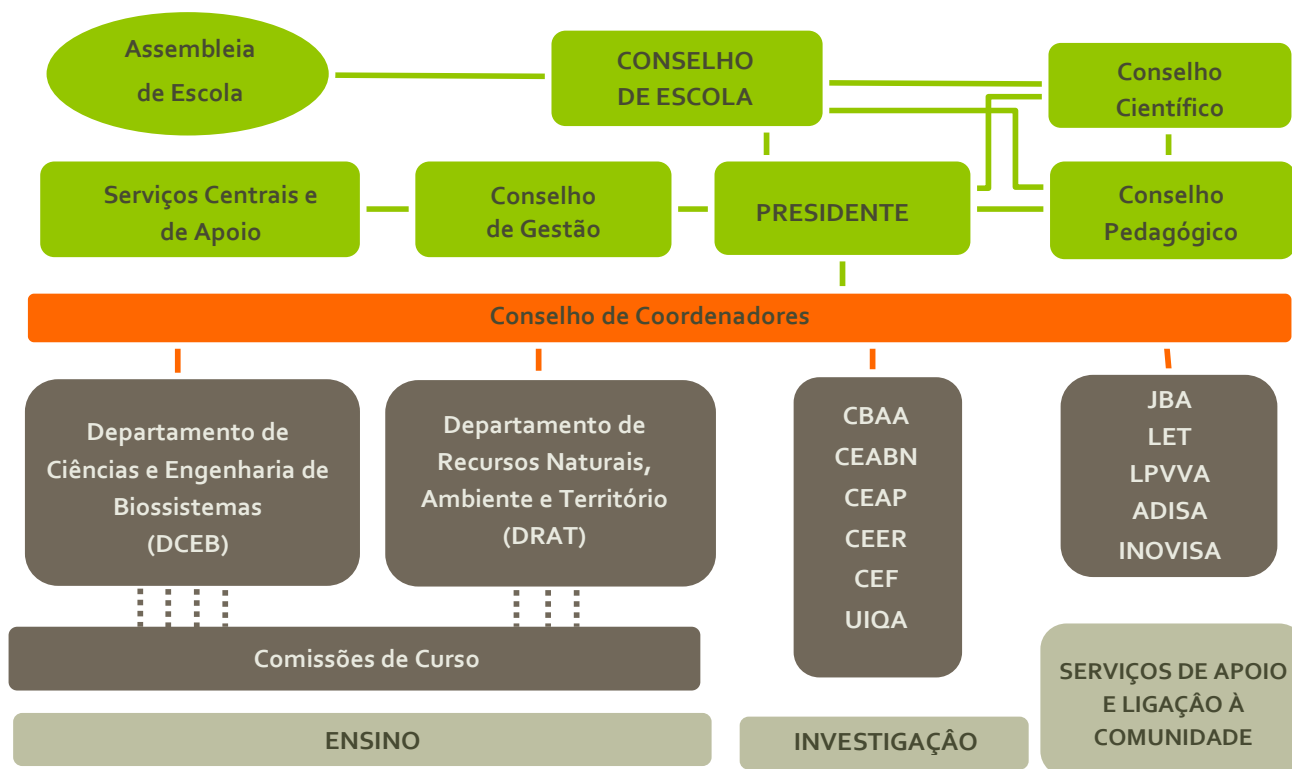 Assembleia
de Escola
CONSELHO
DE ESCOLA
Conselho
Científico
Serviços Centrais e
de Apoio
Conselho
de Gestão
PRESIDENTE
Conselho
Pedagógico
Conselho de Coordenadores
Departamento de
Ciências e Engenharia de
Biossistemas
(DCEB)
Departamento de
Recursos Naturais,
Ambiente e Território
(DRAT)
CBAA
CEABN
CEAP
CEER
CEF
UIQA
JBA
LET
LPVVA
ADISA
INOVISA
Comissões de Curso
ENSINO
INVESTIGAÇÂO
SERVIÇOS DE APOIO
E LIGAÇÂO À
COMUNIDADE